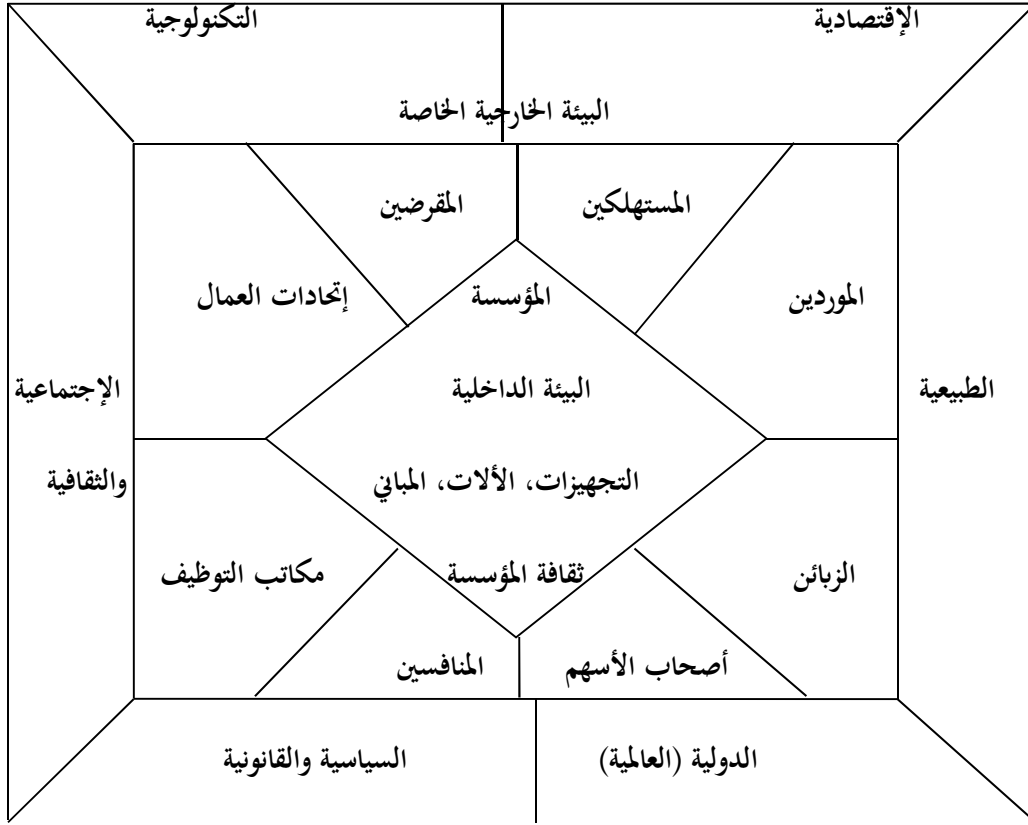 الإقتصادية
التكنولوجية
البيئة الخارجية الخاصة
المستهلكين
المقرضين
الموردين
المؤسسة
إتحادات العمال
الطبيعية
البيئة الداخلية
الإجتماعية
التجهيزات، الألات، المباني
والثقافية
الزبائن
ثقافة المؤسسة
مكاتب التوظيف
أصحاب الأسهم
المنافسين
الدولية (العالمية)
السياسية والقانونية